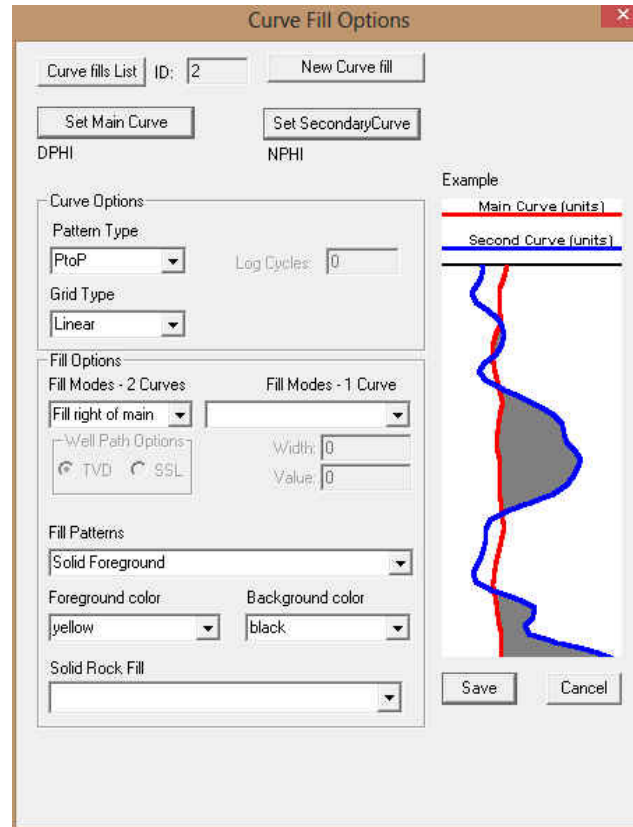 Curve Fill Options
Curve fills List ID: 2 New Curve fill
Set Main Curve Set SecondaryCurve
DPHI NPHI
Example
Main Curve (units)
Second Curve (units)
Curve Options
Pattern Type
PtoP Log Cycles: 0
Grid Type
Linear
Fill Options
Fill Modes - 2 Curves Fill Modes - 1 Curve
Fill right of main
Well Path Options Width: 0
TVD SSL Value: 0
Fill Patterns
Solid Foreground
Foreground color Background color
yellow black
Solid Rock Fill
Save Cancel